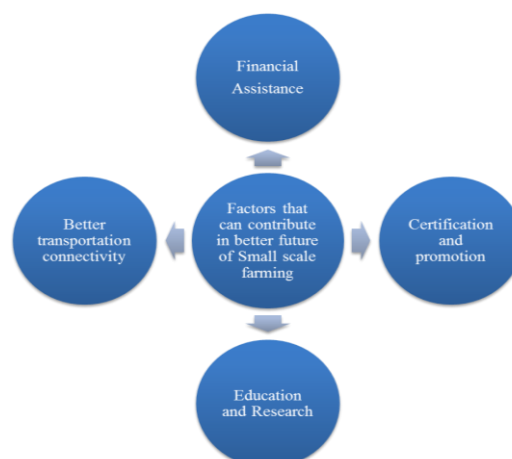 Financial
Assistance
Better
transportation
connectivity
Factors that
can contribute
in better future
of Small scale
farming
Certification
and
promotion
Education
and Research